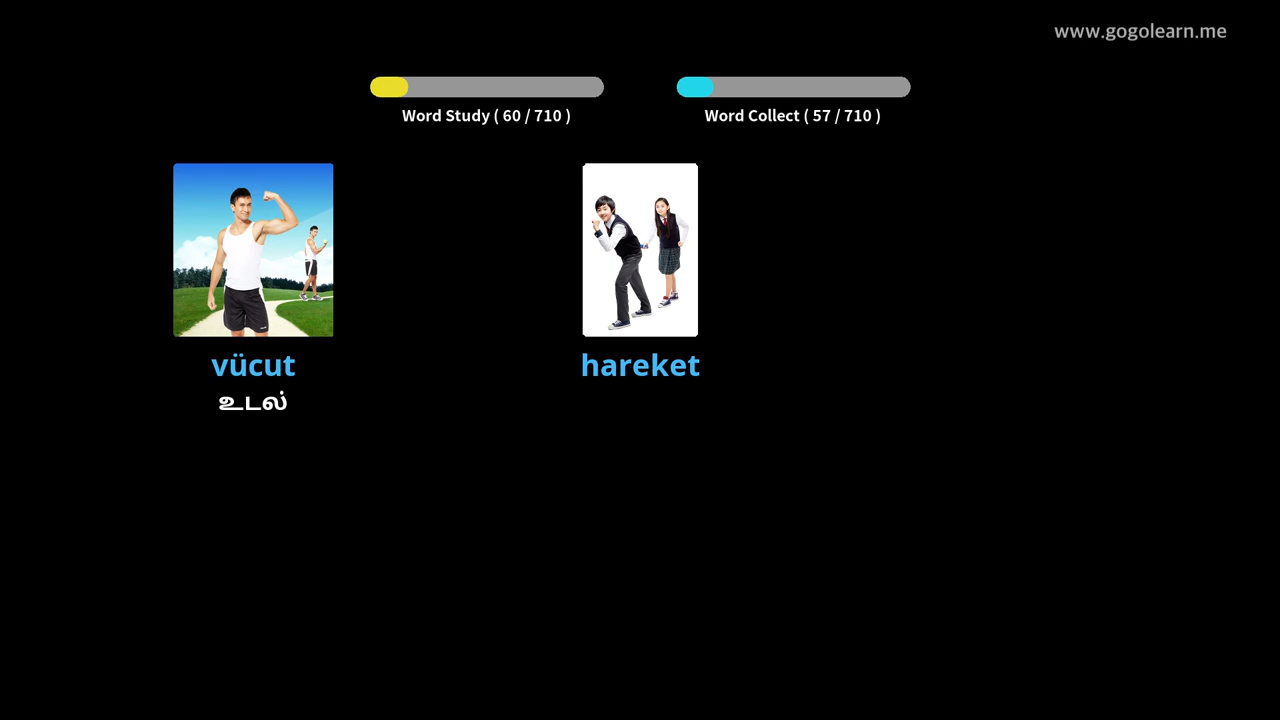 www.gogolearn.me
Word Study ( 60 / 710 )
Word Collect ( 57 / 710 )
vücut
உடல்
hareket